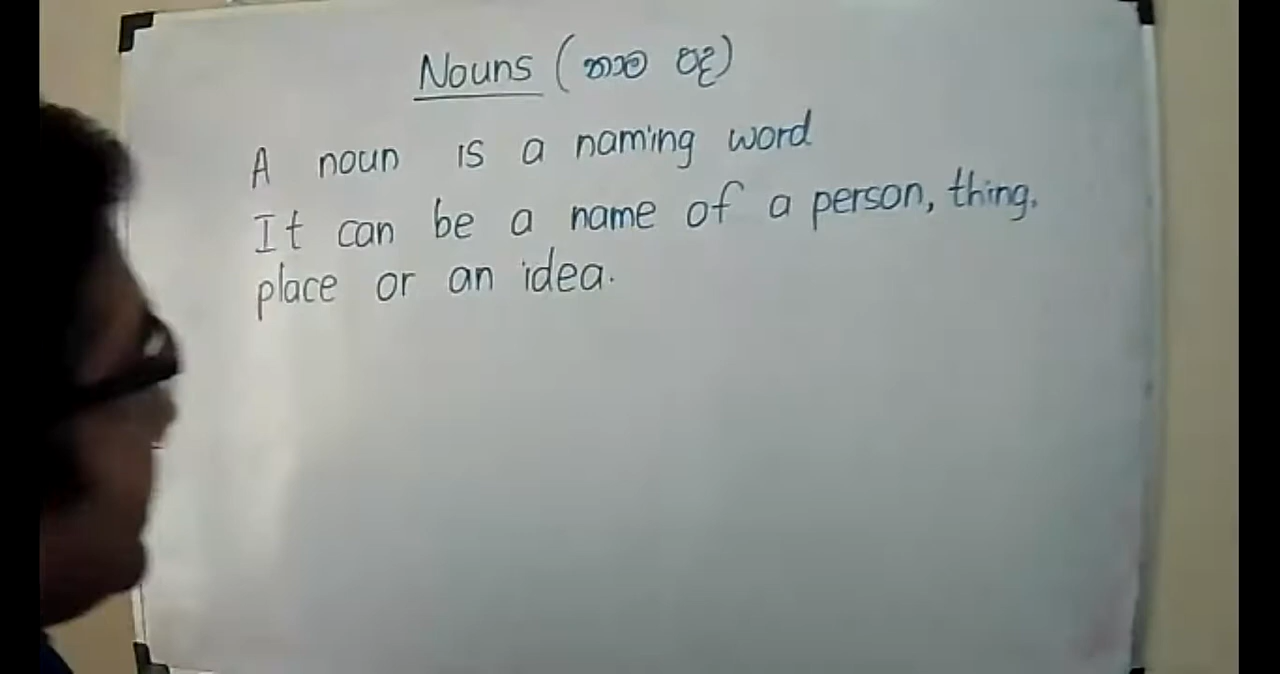 Nouns (නාම පද)
A noun is a naming word
It can be a name of a person, thing,
place or an idea.